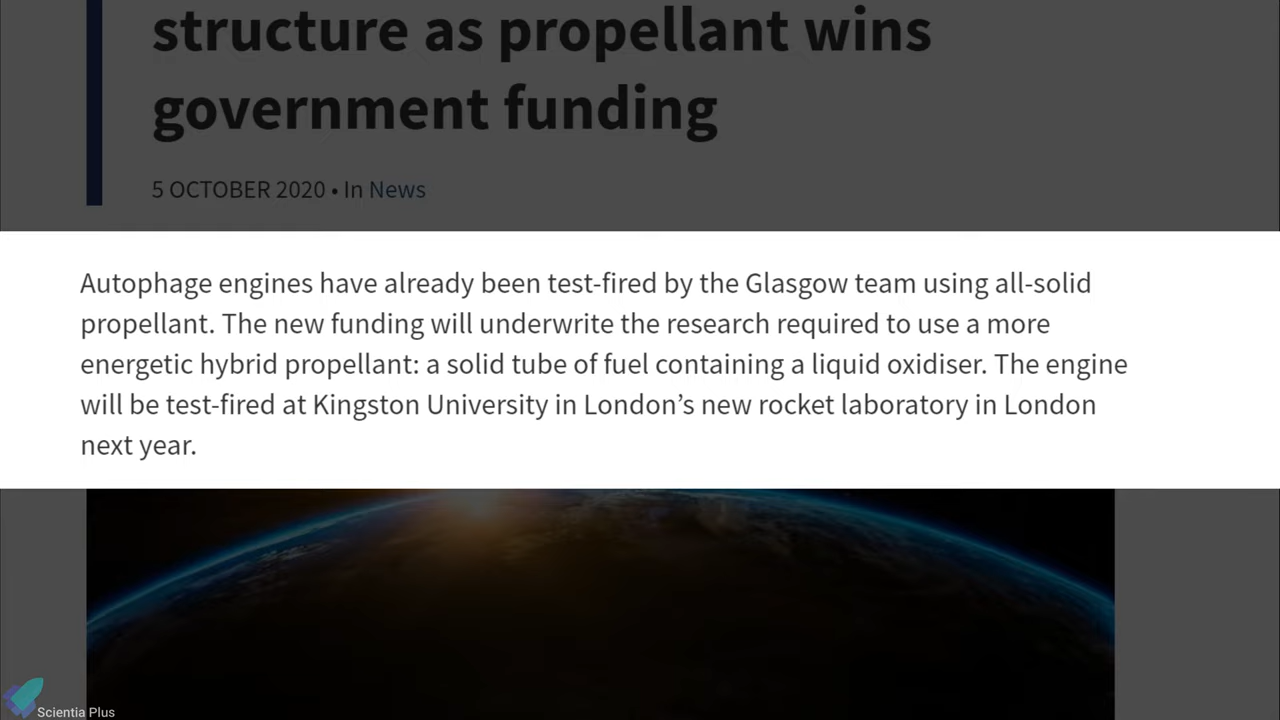 structure as propellant wins
government funding
5 OCTOBER 2020 • In News
Autophage engines have already been test-fired by the Glasgow team using all-solid
propellant. The new funding will underwrite the research required to use a more
energetic hybrid propellant: a solid tube of fuel containing a liquid oxidiser. The engine
will be test-fired at Kingston University in London’s new rocket laboratory in London
next year.
Scientia Plus